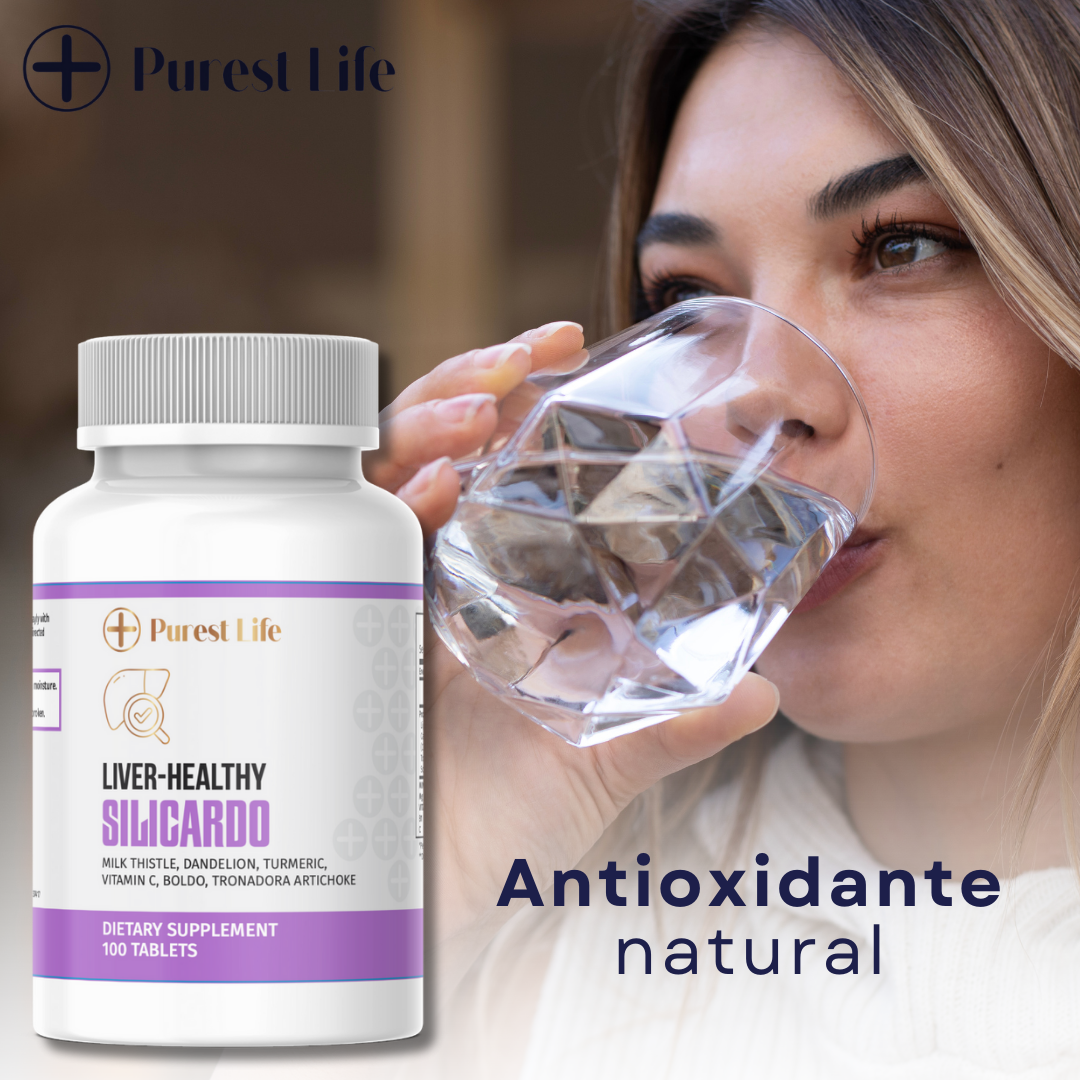 Purest Life
moisture.
Purest Life
LIVER-HEALTHY
SILICARDO
MILK THISTLE, DANDELION, TURMERIC,
VITAMIN C, BOLDO, TRONADORA ARTICHOKE
DIETARY SUPPLEMENT
100 TABLETS
Antioxidante
natural